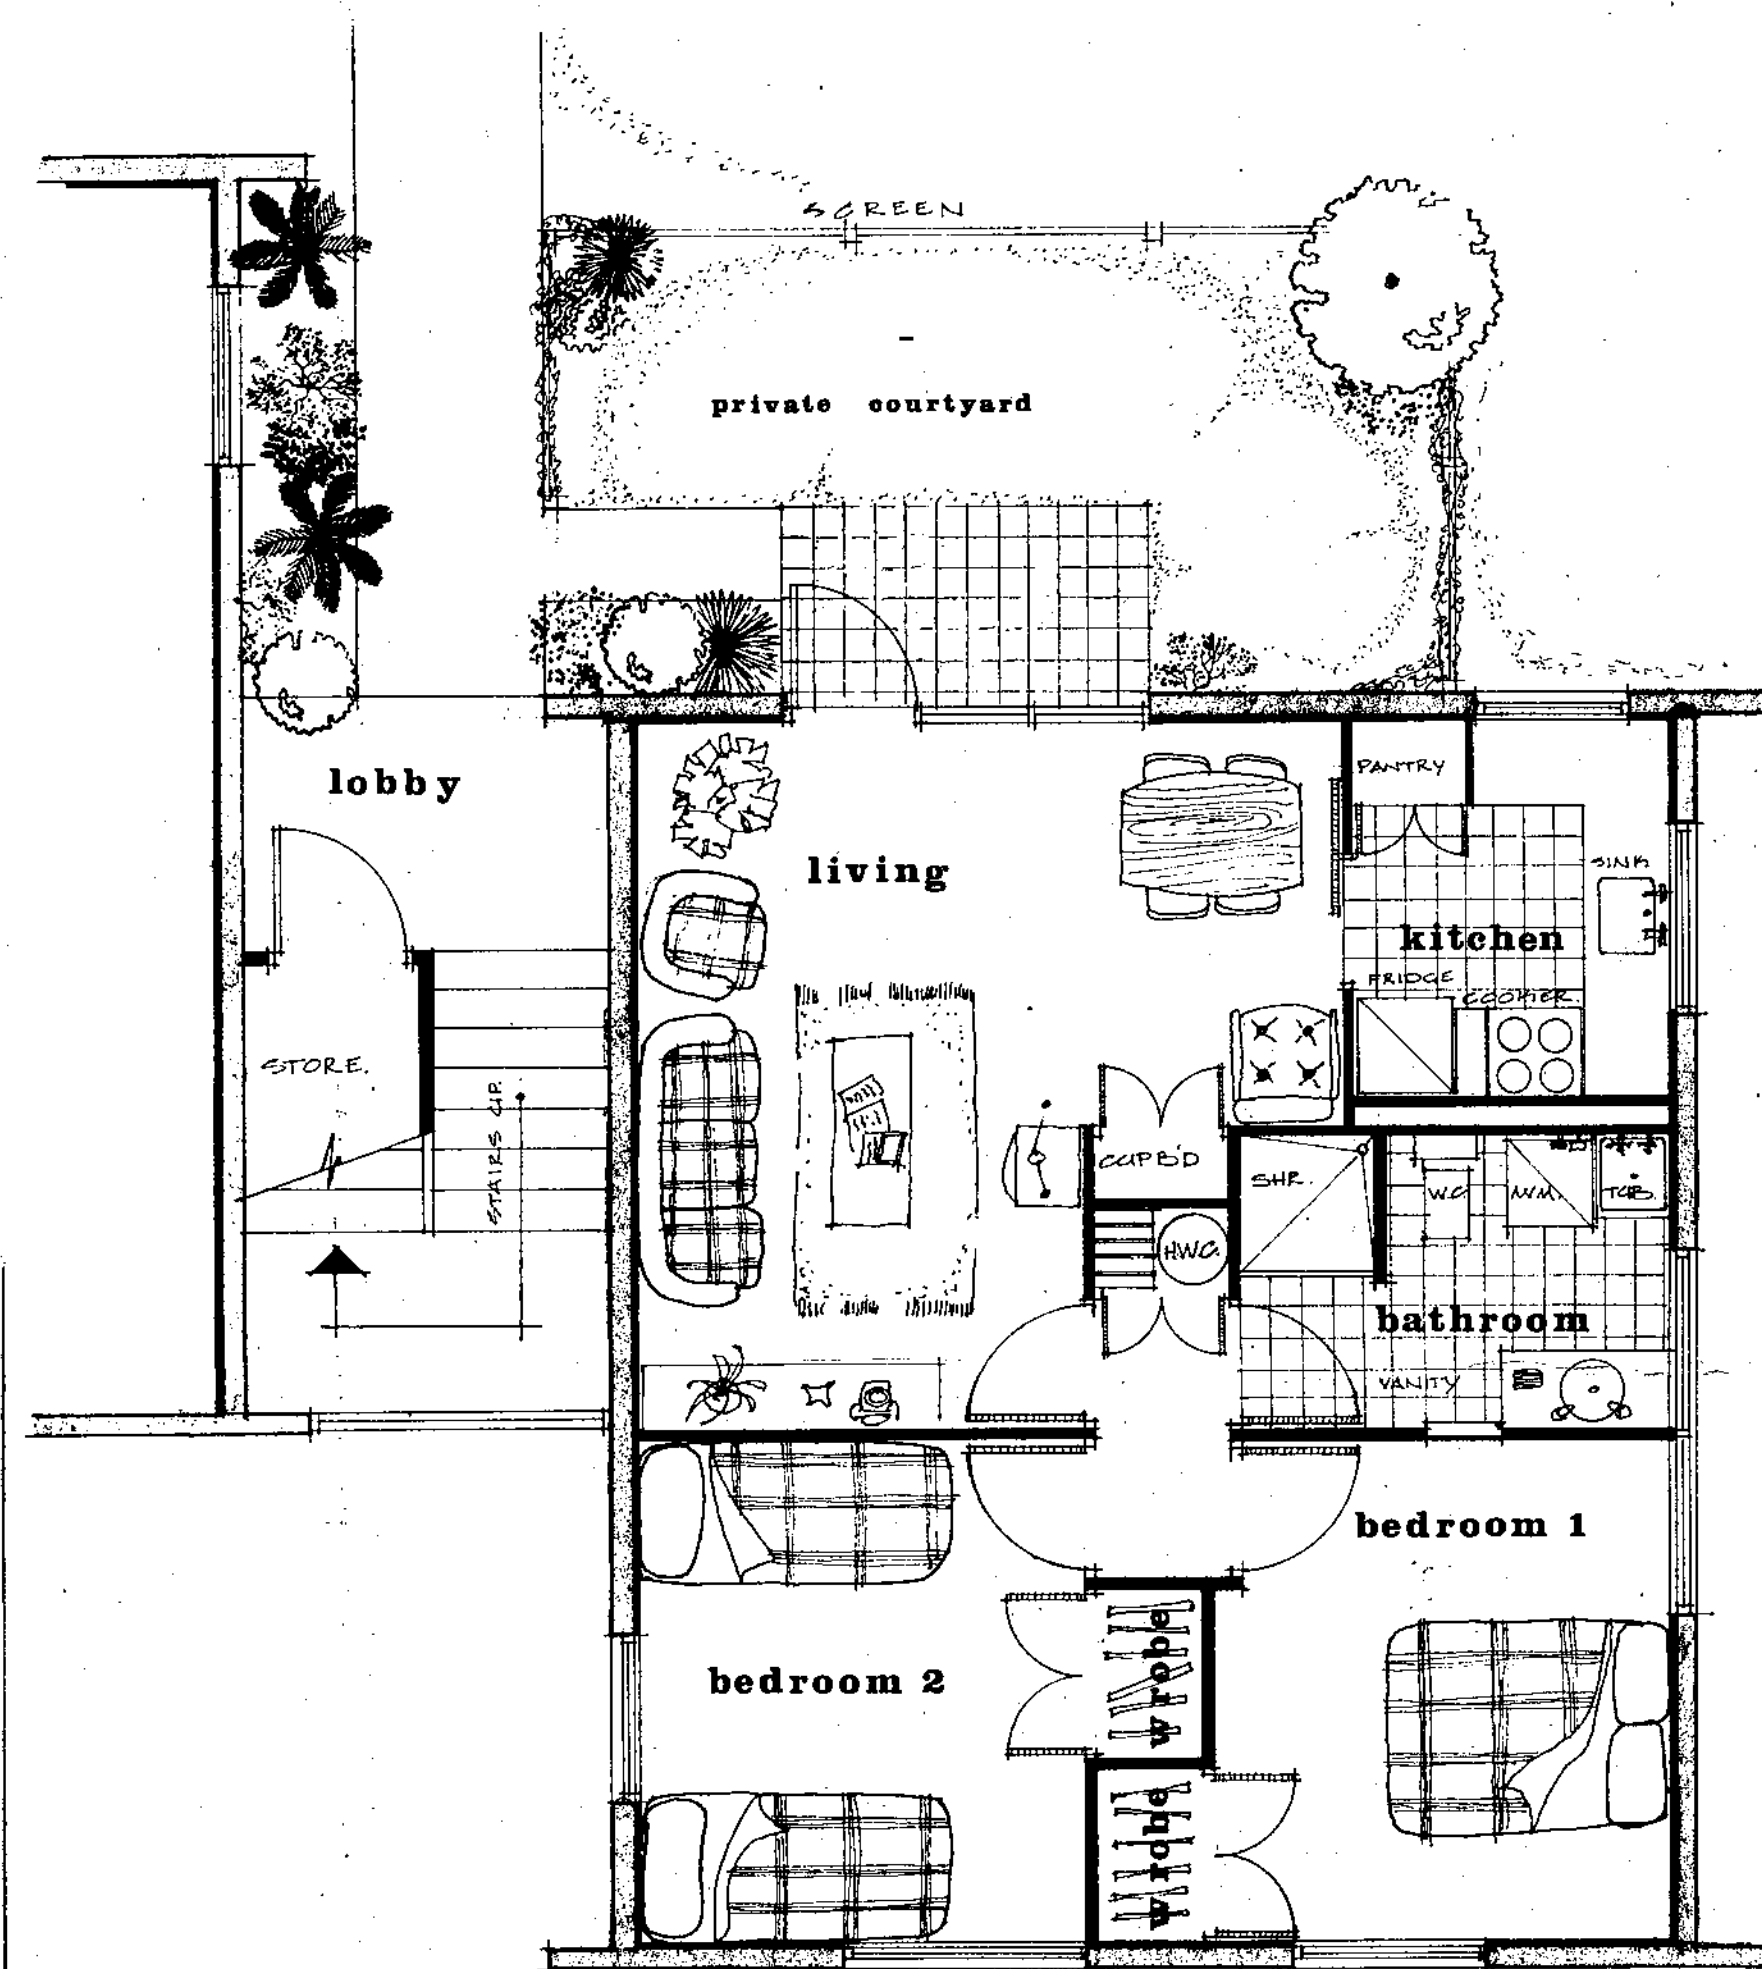 SCREEN
private courtyard
lobby
PANTRY
living
SINK
kitchen
FRIDGE
COOKER.
STORE.
STAIRS UP.
CUPB'D
SHR.
W.C.
W.M.
TUB.
H.W.C.
bathroom
VANITY
bedroom 1
bedroom 2
w robe
w robe